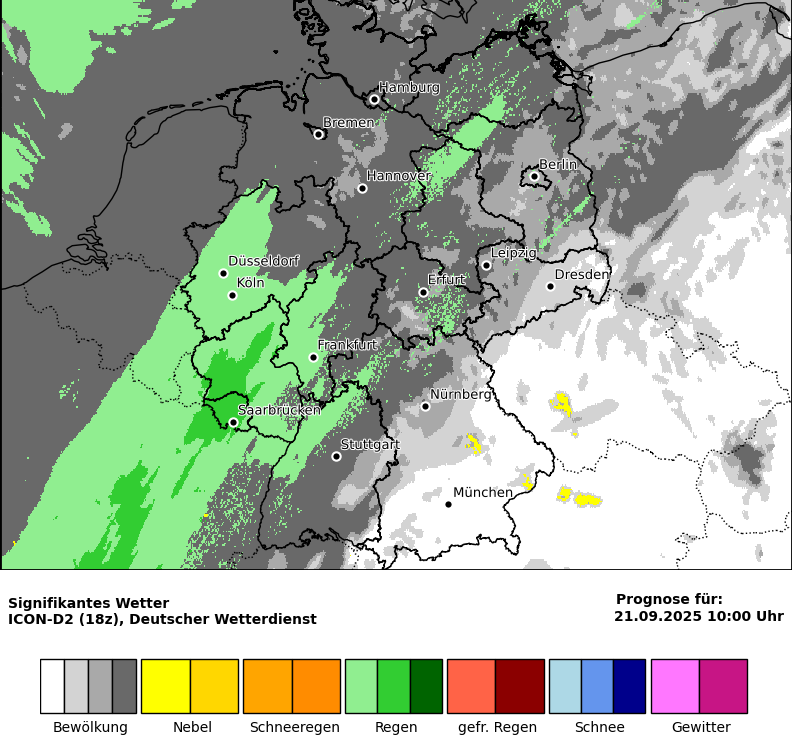 Hamburg
Bremen
Berlin
Hannover
Leipzig
Düsseldorf
Dresden
Köln
Erfurt
Frankfurt
Nürnberg
Saarbrücken
Stuttgart
München
Signifikantes Wetter
ICON-D2 (18z), Deutscher Wetterdienst
Prognose für:
21.09.2025 10:00 Uhr
Bewölkung Nebel Schneeregen Regen gefr. Regen Schnee Gewitter